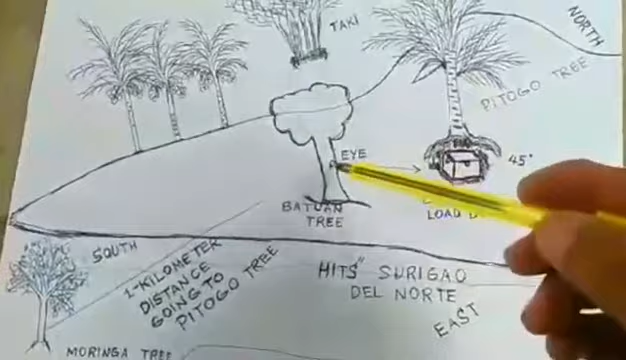 TAKI
NORTH
PITOGO TREE
EYE
45°
BATUAN
TREE
LOAD
SOUTH
1-KILOMETER
DISTANCE
GOING TO
PITOGO TREE
HITS" SURIGAO
DEL NORTE
EAST
MORINGA TREE